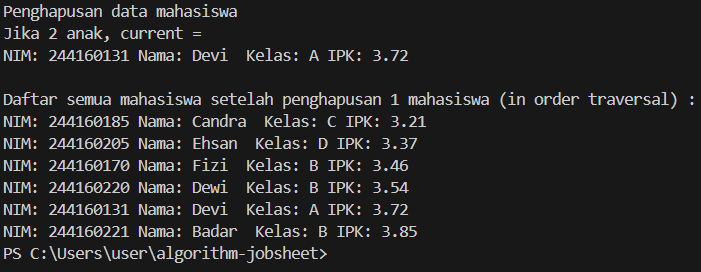 Penghapusan data mahasiswa
Jika 2 anak, current =
NIM: 244160131 Nama: Devi  Kelas: A IPK: 3.72

Daftar semua mahasiswa setelah penghapusan 1 mahasiswa (in order traversal) :
NIM: 244160185 Nama: Candra  Kelas: C IPK: 3.21
NIM: 244160205 Nama: Ehsan  Kelas: D IPK: 3.37
NIM: 244160170 Nama: Fizi  Kelas: B IPK: 3.46
NIM: 244160220 Nama: Dewi  Kelas: B IPK: 3.54
NIM: 244160131 Nama: Devi  Kelas: A IPK: 3.72
NIM: 244160221 Nama: Badar  Kelas: B IPK: 3.85
PS C:\Users\user\algorithm-jobsheet>